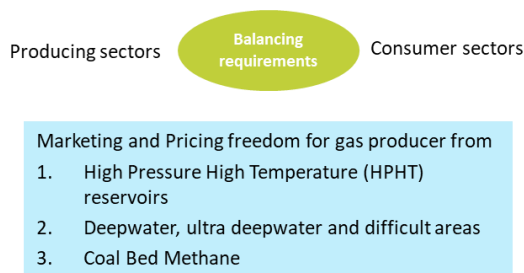 Producing sectors
Balancing
requirements
Consumer sectors
Marketing and Pricing freedom for gas producer from
1. High Pressure High Temperature (HPHT)
reservoirs
2. Deepwater, ultra deepwater and difficult areas
3. Coal Bed Methane